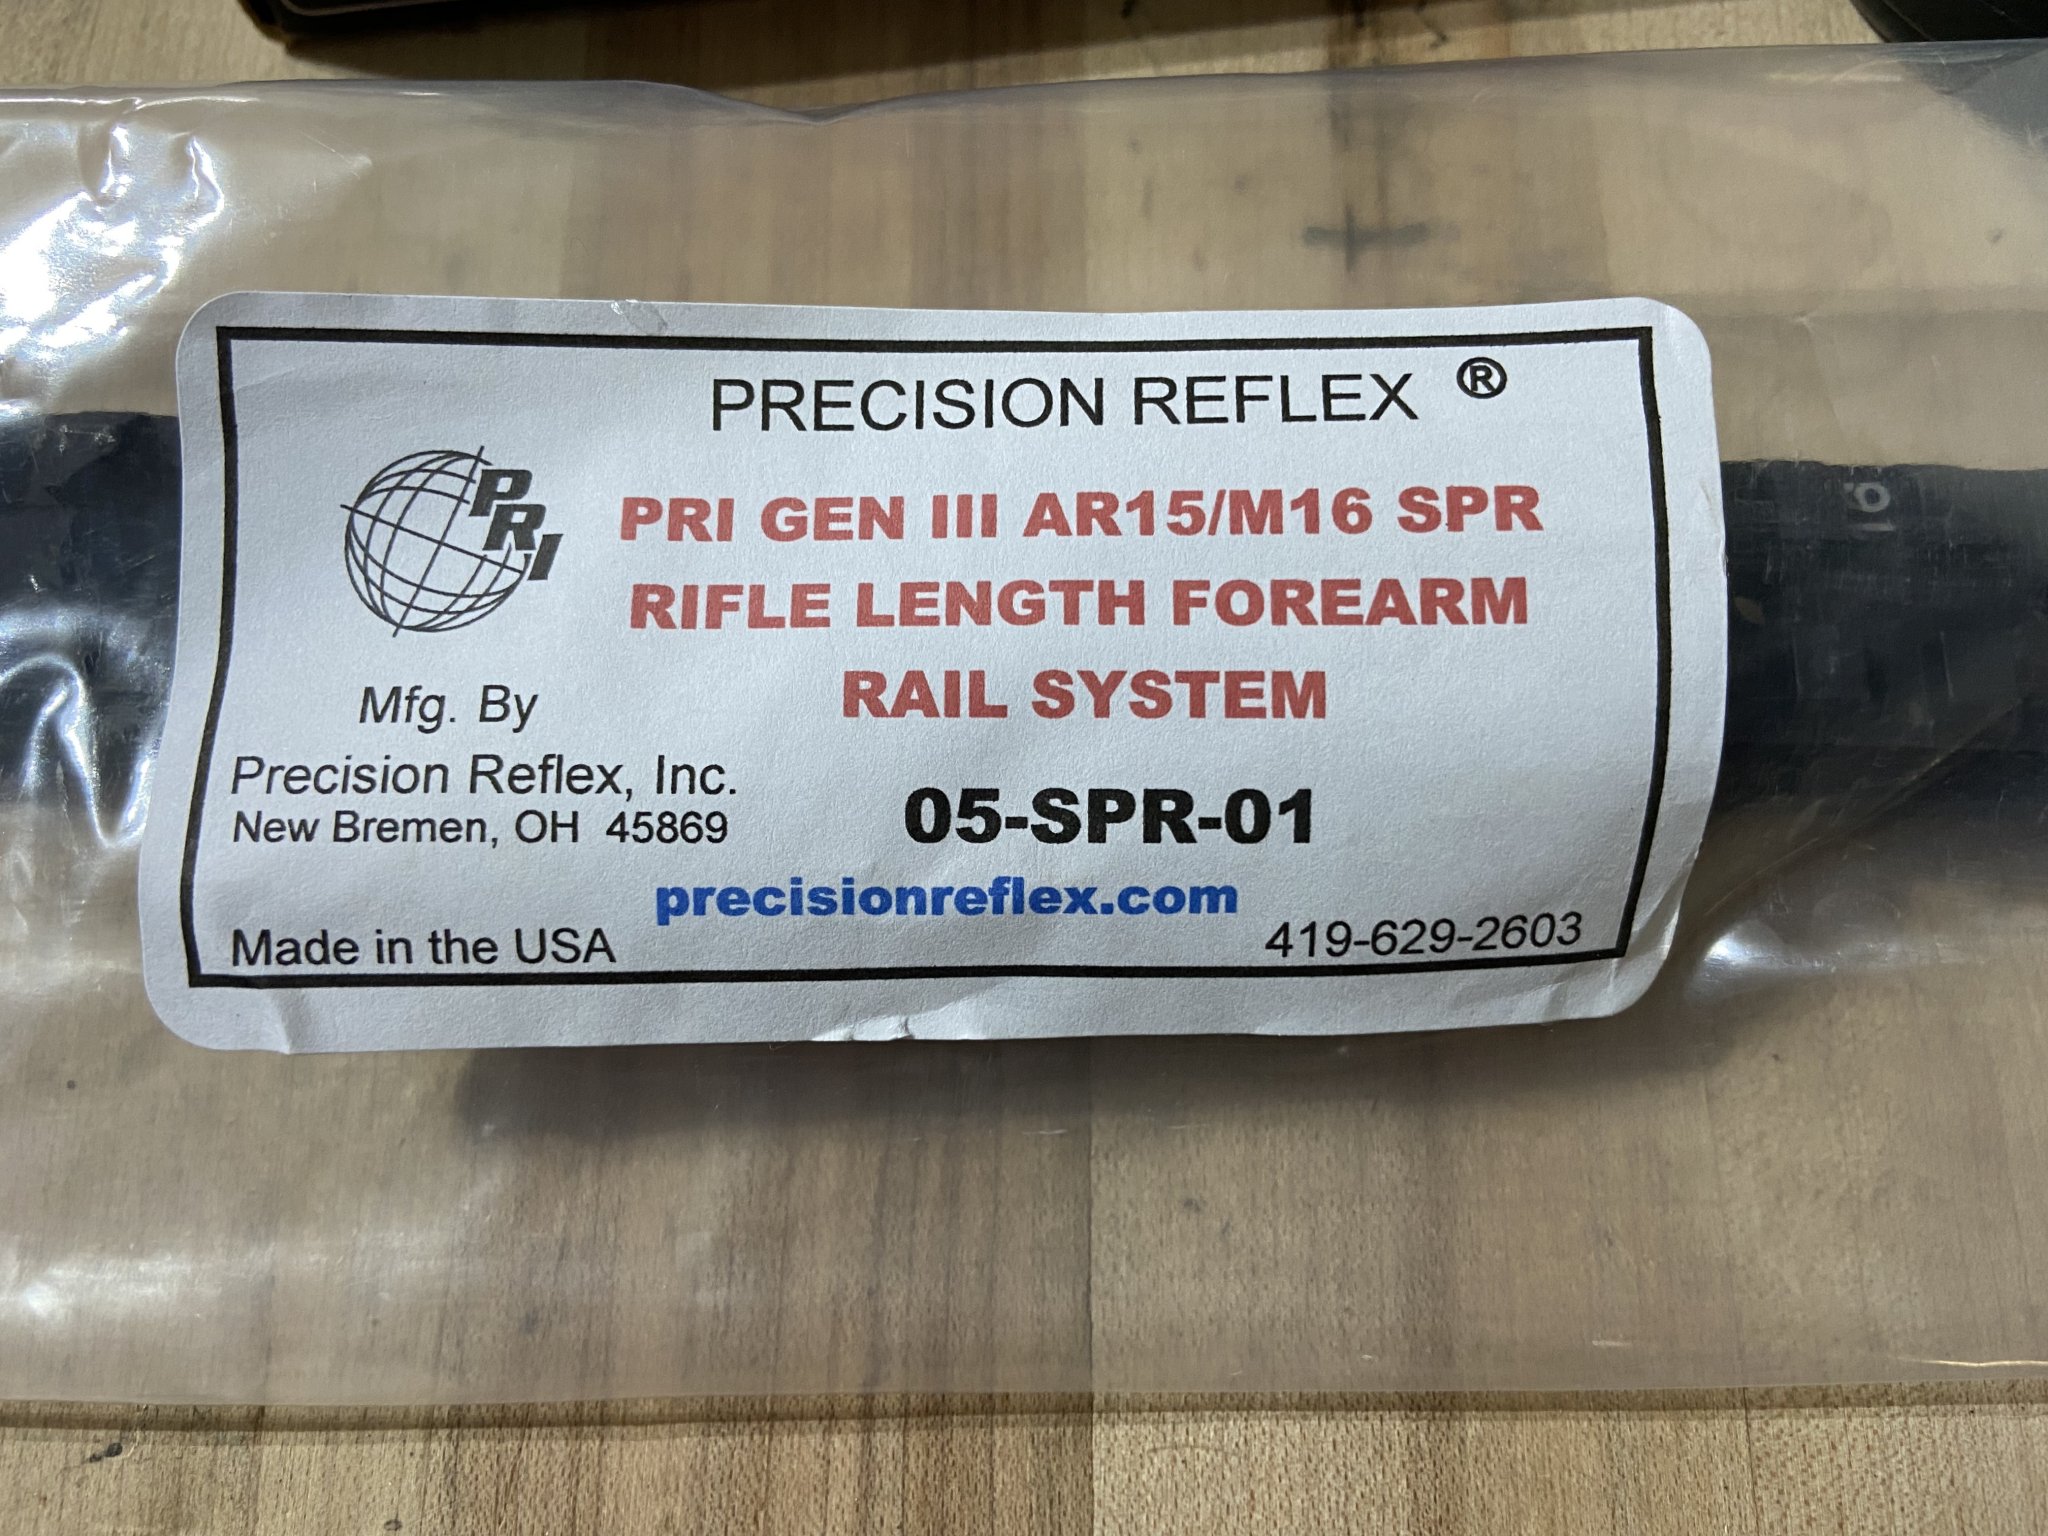 PRECISION REFLEX ®
PRI
PRI GEN III AR15/M16 SPR
RIFLE LENGTH FOREARM
RAIL SYSTEM
Mfg. By
Precision Reflex, Inc.
New Bremen, OH 45869
05-SPR-01
precisionreflex.com
Made in the USA
419-629-2603